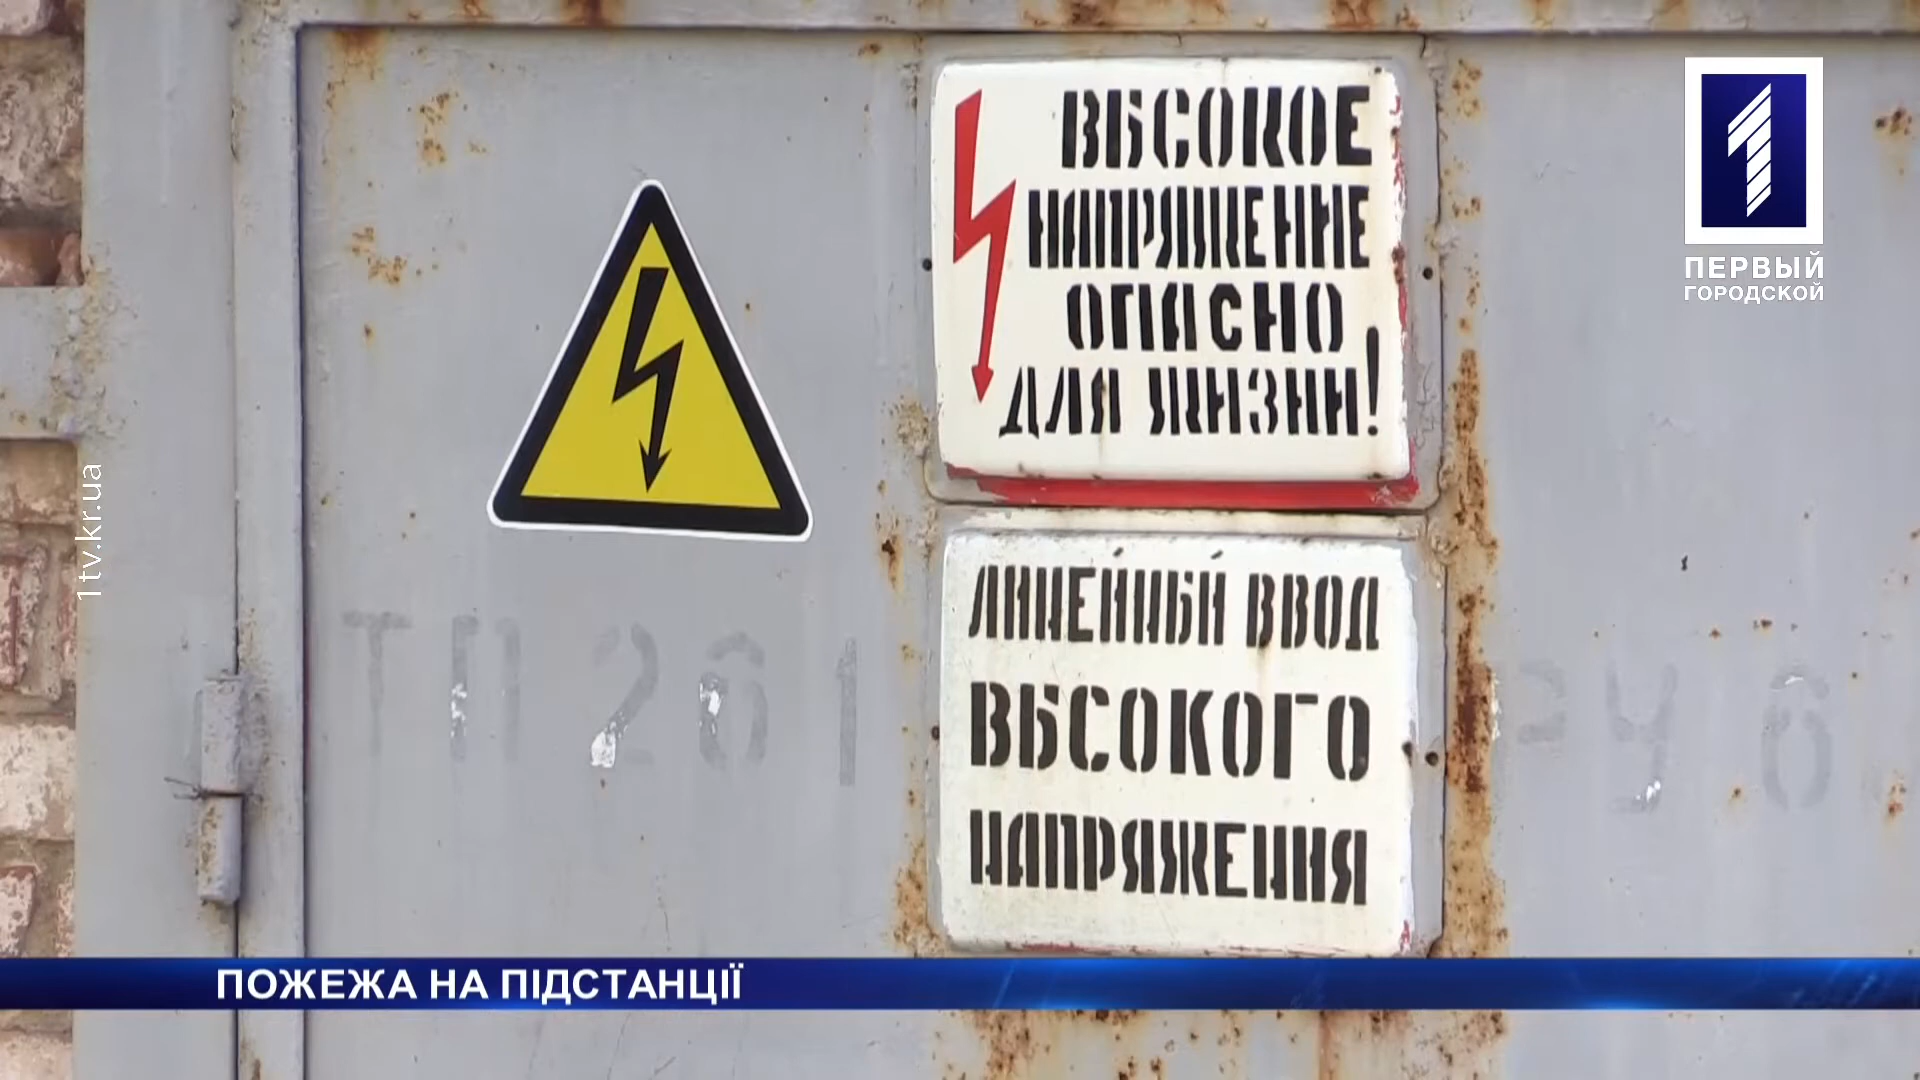 ВЫСОКОЕ
НАПРЯЖЕНИЕ
ОПАСНО
ДЛЯ ЖИЗНИ!
ПЕРВЫЙ
ГОРОДСКОЙ
1tv.kr.ua
ЛИНЕЙНЫЙ ВВОД
ВЫСОКОГО
НАПРЯЖЕНИЯ
ТП 261
РУ 6
ПОЖЕЖА НА ПІДСТАНЦІЇ